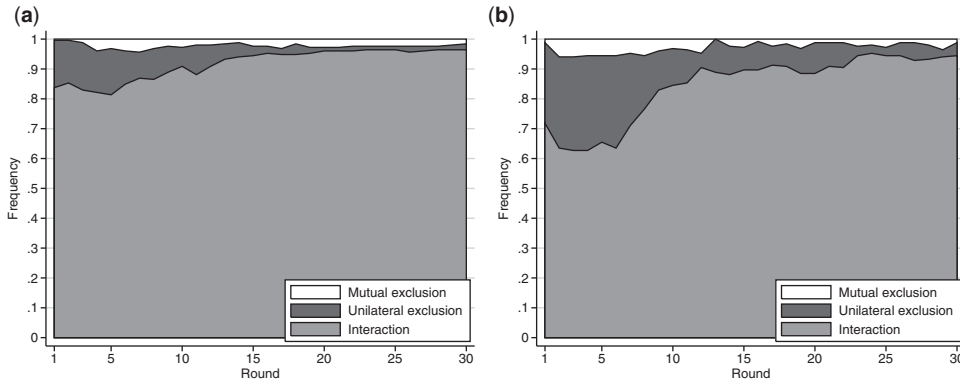 (a)
Frequency
1
.9
.8
.7
.6
.5
.4
.3
.2
.1
0
Mutual exclusion
Unilateral exclusion
Interaction
1 5 10 15 20 25 30
Round
(b)
Frequency
1
.9
.8
.7
.6
.5
.4
.3
.2
.1
0
Mutual exclusion
Unilateral exclusion
Interaction
1 5 10 15 20 25 30
Round